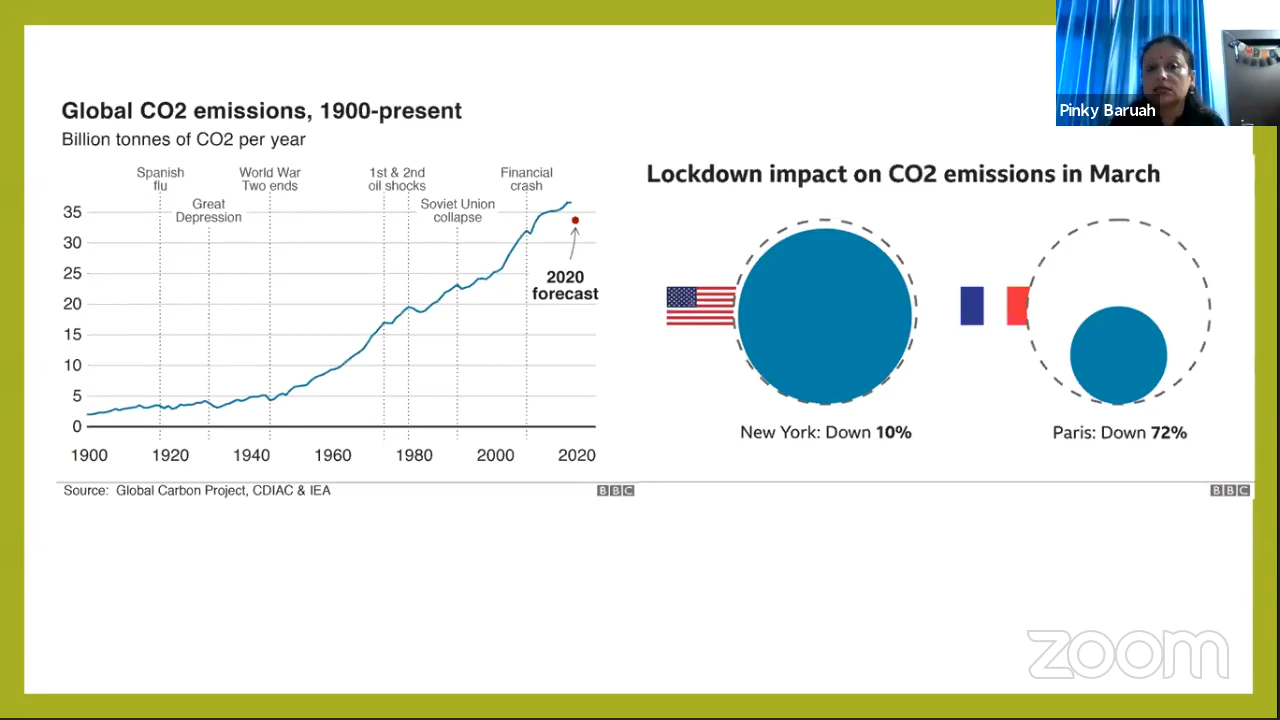 Pinky Baruah
Global CO2 emissions, 1900-present
Billion tonnes of CO2 per year
Spanish
flu
Great
Depression
World War
Two ends
1st & 2nd
oil shocks
Soviet Union
collapse
Financial
crash
35
30
25
20
15
10
5
0
2020
forecast
1900 1920 1940 1960 1980 2000 2020
Source: Global Carbon Project, CDIAC & IEA
BBC
Lockdown impact on CO2 emissions in March
New York: Down 10%
Paris: Down 72%
BBC
zoom